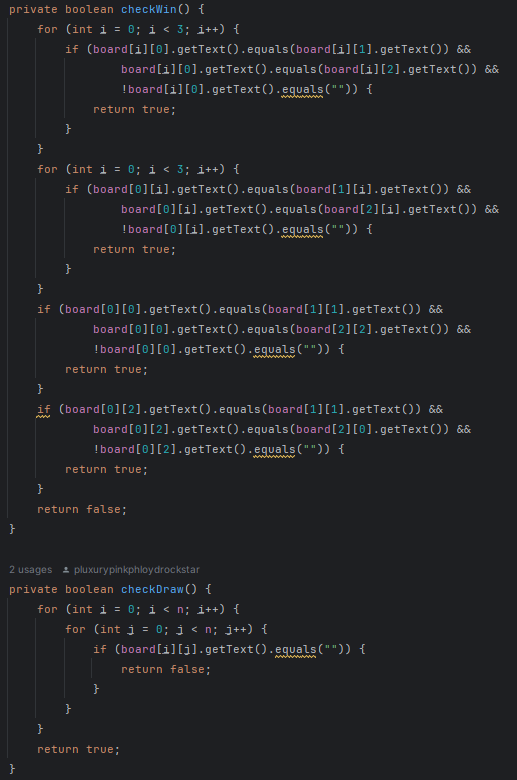 private boolean checkWin() {
    for (int i = 0; i < 3; i++) {
        if (board[i][0].getText().equals(board[i][1].getText()) &&
                board[i][0].getText().equals(board[i][2].getText()) &&
                !board[i][0].getText().equals("")) {
            return true;
        }
    }
    for (int i = 0; i < 3; i++) {
        if (board[0][i].getText().equals(board[1][i].getText()) &&
                board[0][i].getText().equals(board[2][i].getText()) &&
                !board[0][i].getText().equals("")) {
            return true;
        }
    }
    if (board[0][0].getText().equals(board[1][1].getText()) &&
            board[0][0].getText().equals(board[2][2].getText()) &&
            !board[0][0].getText().equals("")) {
        return true;
    }
    if (board[0][2].getText().equals(board[1][1].getText()) &&
            board[0][2].getText().equals(board[2][0].getText()) &&
            !board[0][2].getText().equals("")) {
        return true;
    }
    return false;
}
2 usages pluxurypinkphloydrockstar
private boolean checkDraw() {
    for (int i = 0; i < n; i++) {
        for (int j = 0; j < n; j++) {
            if (board[i][j].getText().equals("")) {
                return false;
            }
        }
    }
    return true;
}